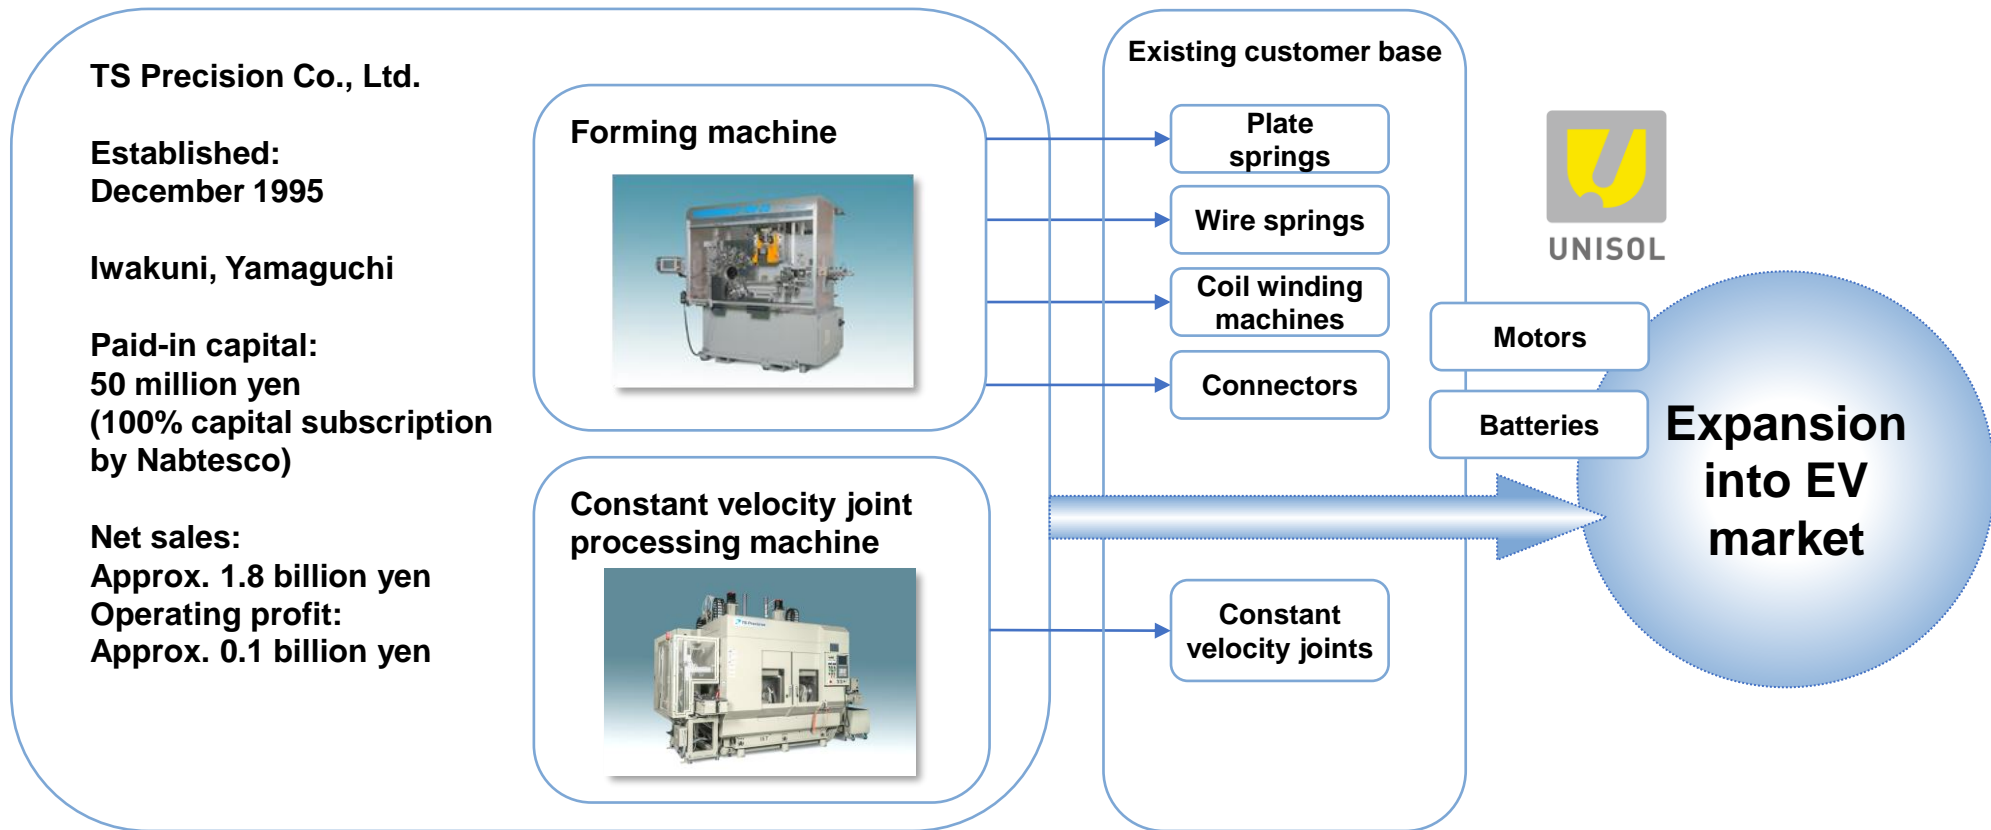 TS Precision Co., Ltd.
Established:
December 1995
Iwakuni, Yamaguchi
Paid-in capital:
50 million yen
(100% capital subscription
by Nabtesco)
Net sales:
Approx. 1.8 billion yen
Operating profit:
Approx. 0.1 billion yen
Forming machine
Constant velocity joint
processing machine
TS Precision
Existing customer base
Plate
springs
Wire springs
Coil winding
machines
Connectors
Constant
velocity joints
UNISOL
Motors
Batteries
Expansion
into EV
market